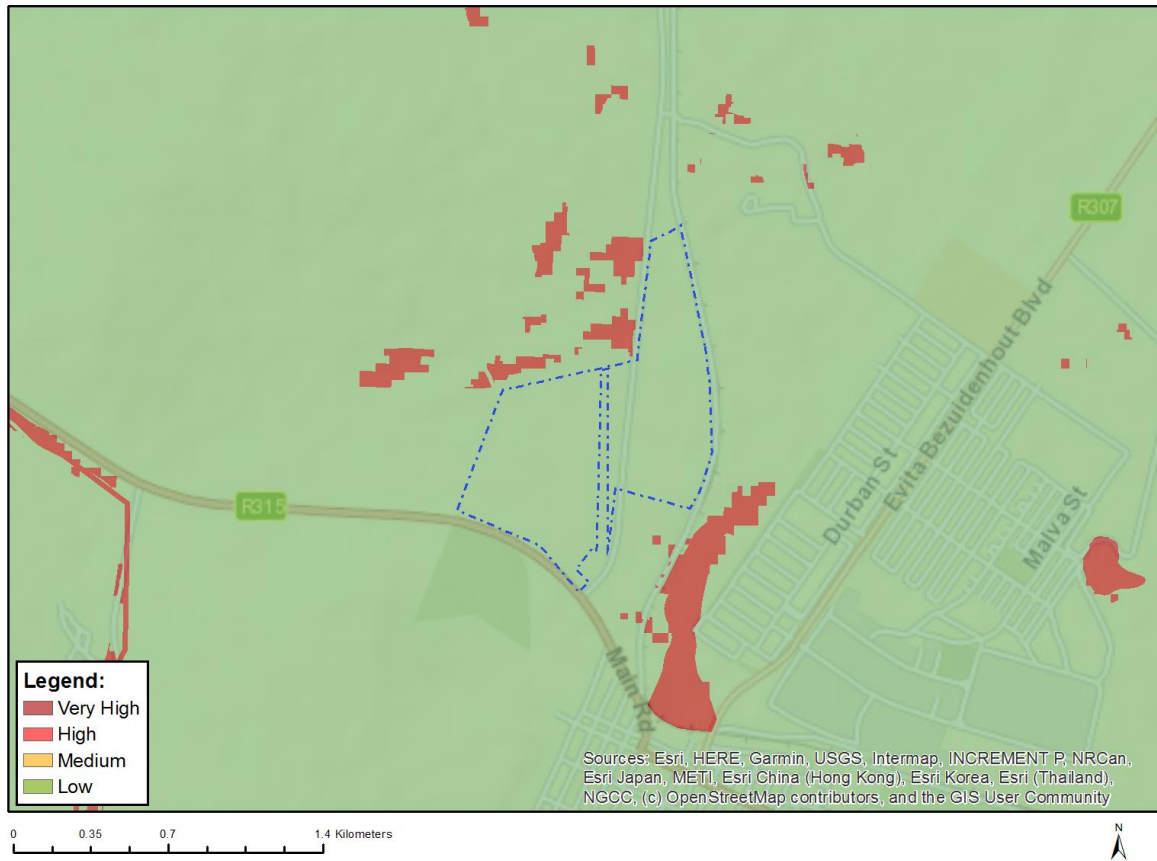 R307
Evita Bezuidenhout Blvd
Durban St
Malva St
R315
Main Rd
Legend:
Very High
High
Medium
Low
Sources: Esri, HERE, Garmin, USGS, Intermap, INCREMENT P, NRCan,
Esri Japan, METI, Esri China (Hong Kong), Esri Korea, Esri (Thailand),
NGCC, (c) OpenStreetMap contributors, and the GIS User Community
0 0.35 0.7 1.4 Kilometers
N